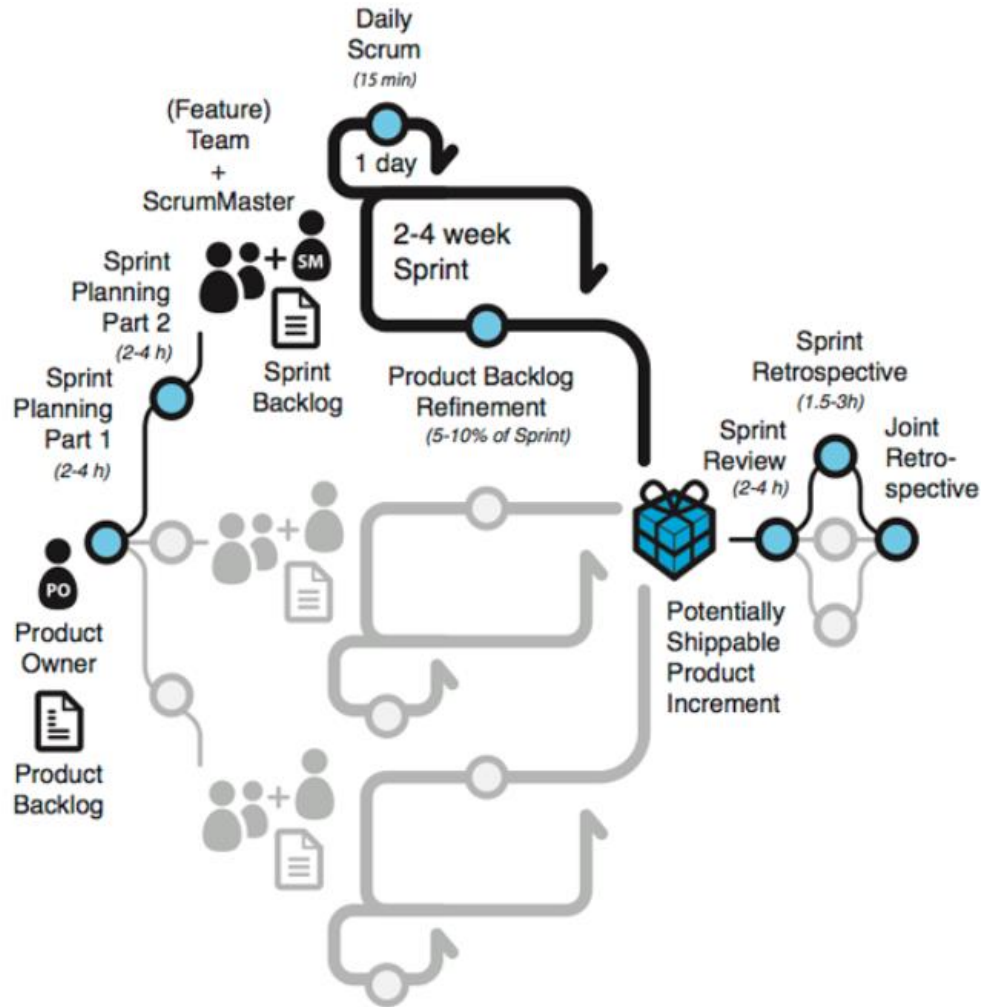 Daily
Scrum
(15 min)
1 day
(Feature)
Team
+
ScrumMaster
+
SM
2-4 week
Sprint
Sprint
Planning
Part 2
(2-4 h)
Sprint
Backlog
Sprint
Planning
Part 1
(2-4 h)
Product Backlog
Refinement
(5-10% of Sprint)
Sprint
Retrospective
(1.5-3h)
Sprint
Review
(2-4 h)
Joint
Retro-
spective
+
PO
Product
Owner
Product
Backlog
Potentially
Shippable
Product
Increment
+